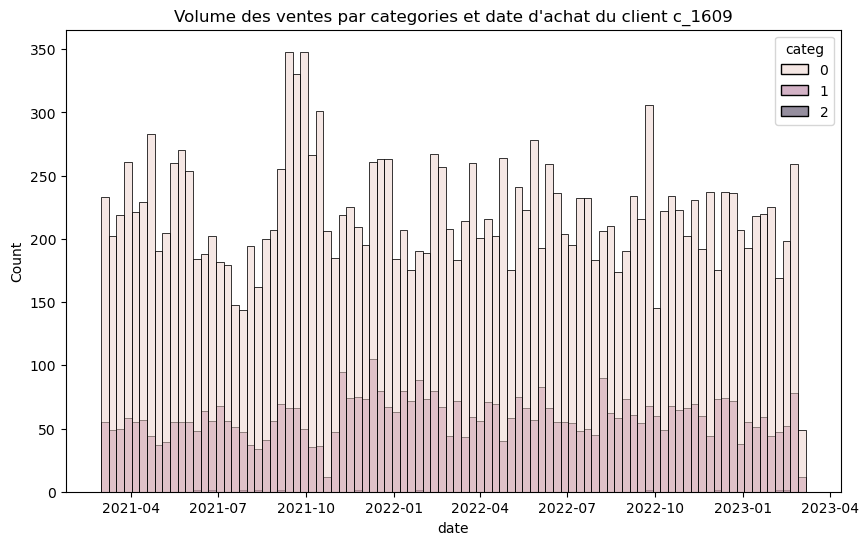 Volume des ventes par categories et date d'achat du client c_1609
categ
0
1
2
350
300
250
200
150
100
50
0
Count
2021-04 2021-07 2021-10 2022-01 2022-04 2022-07 2022-10 2023-01 2023-04
date